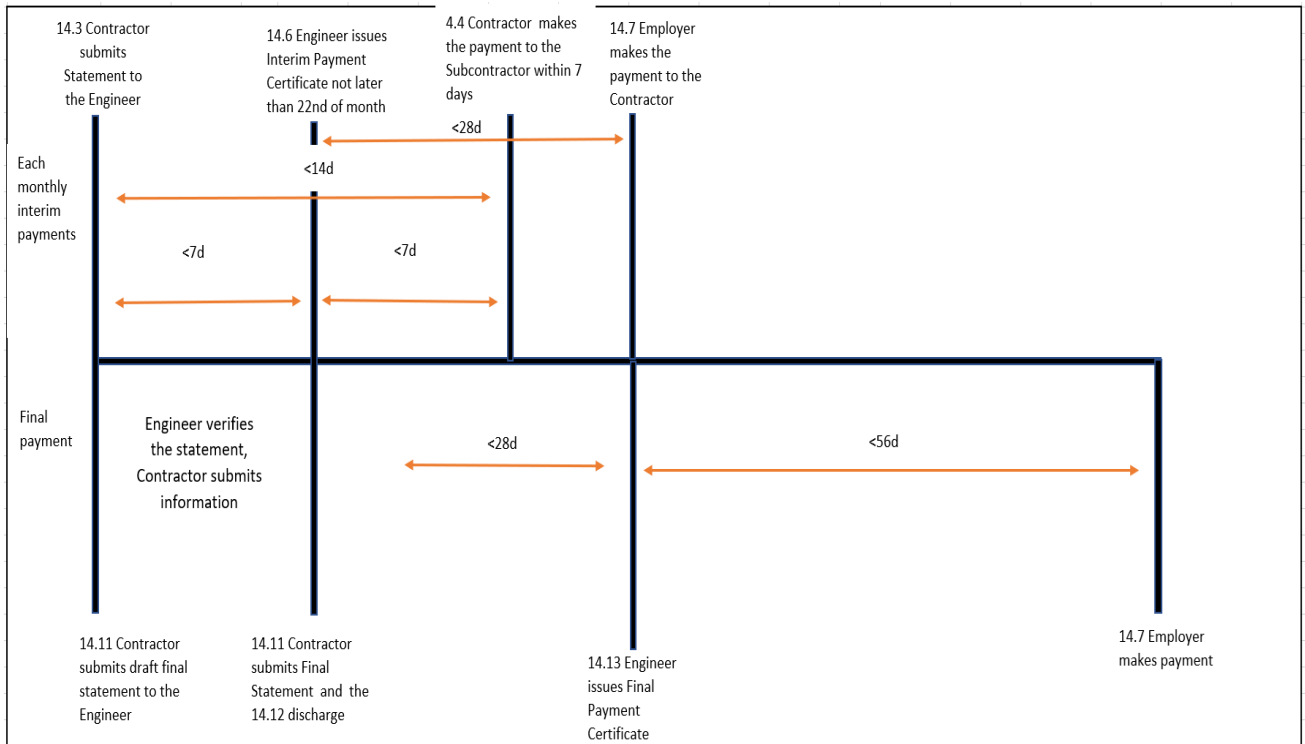 14.3 Contractor
submits
Statement to
the Engineer
14.6 Engineer issues
Interim Payment
Certificate not later
than 22nd of month
4.4 Contractor makes
the payment to the
Subcontractor within 7
days
14.7 Employer
makes the
payment to the
Contractor
<28d
Each
monthly
interim
payments
<14d
<7d
<7d
Final
payment
Engineer verifies
the statement,
Contractor submits
information
<28d
<56d
14.11 Contractor
submits draft final
statement to the
Engineer
14.11 Contractor
submits Final
Statement and the
14.12 discharge
14.13 Engineer
issues Final
Payment
Certificate
14.7 Employer
makes payment